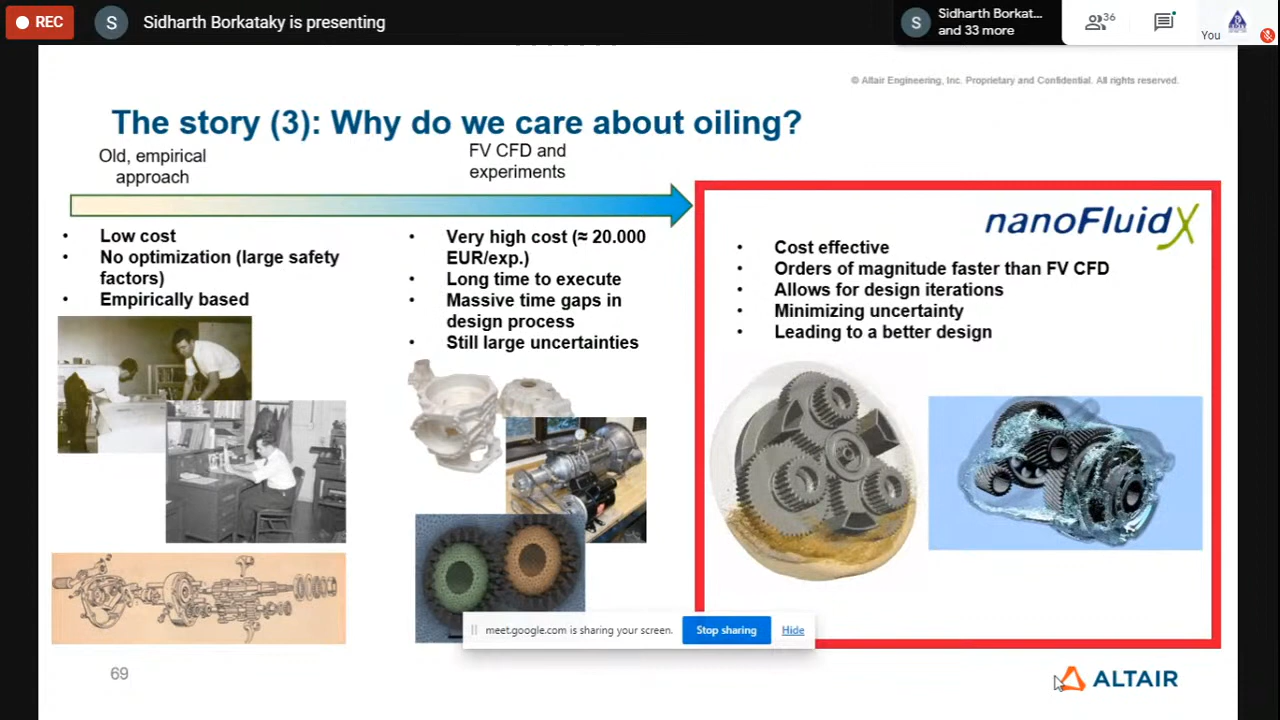 REC
S
Sidharth Borkataky is presenting
S
Sidharth Borkat...
and 33 more
36
You
© Altair Engineering, Inc. Proprietary and Confidential. All rights reserved.
The story (3): Why do we care about oiling?
Old, empirical
approach
FV CFD and
experiments
• Low cost
• No optimization (large safety
factors)
• Empirically based
• Very high cost (≈ 20.000
EUR/exp.)
• Long time to execute
• Massive time gaps in
design process
• Still large uncertainties
nanoFluidX
• Cost effective
• Orders of magnitude faster than FV CFD
• Allows for design iterations
• Minimizing uncertainty
• Leading to a better design
meet.google.com is sharing your screen.
Stop sharing
Hide
69
ALTAIR